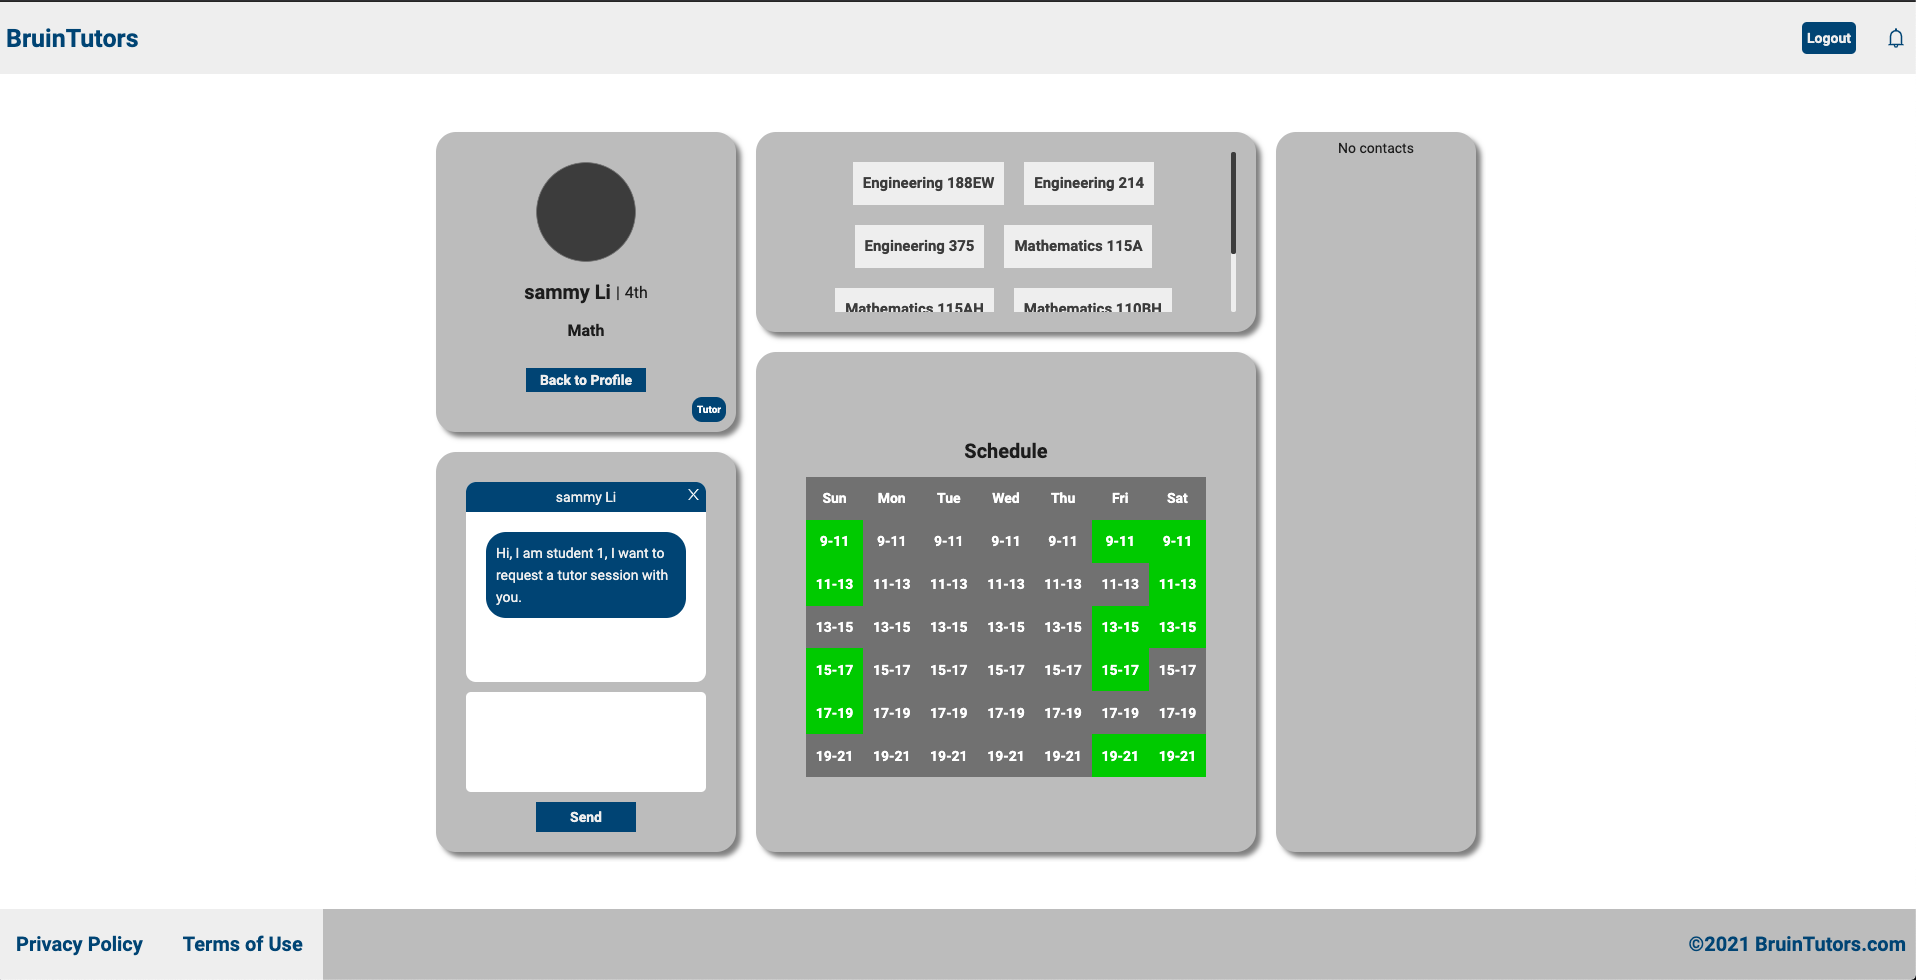 BruinTutors
Logout
sammy Li | 4th
Math
Back to Profile
Tutor
Engineering 188EW Engineering 214
Engineering 375 Mathematics 115A
Mathematics 115AH Mathematics 110BH
No contacts
sammy Li X
Hi, I am student 1, I want to
request a tutor session with
you.
Send
Schedule
Sun Mon Tue Wed Thu Fri Sat
9-11 9-11 9-11 9-11 9-11 9-11 9-11
11-13 11-13 11-13 11-13 11-13 11-13 11-13
13-15 13-15 13-15 13-15 13-15 13-15 13-15
15-17 15-17 15-17 15-17 15-17 15-17 15-17
17-19 17-19 17-19 17-19 17-19 17-19 17-19
19-21 19-21 19-21 19-21 19-21 19-21 19-21
Privacy Policy Terms of Use
©2021 BruinTutors.com